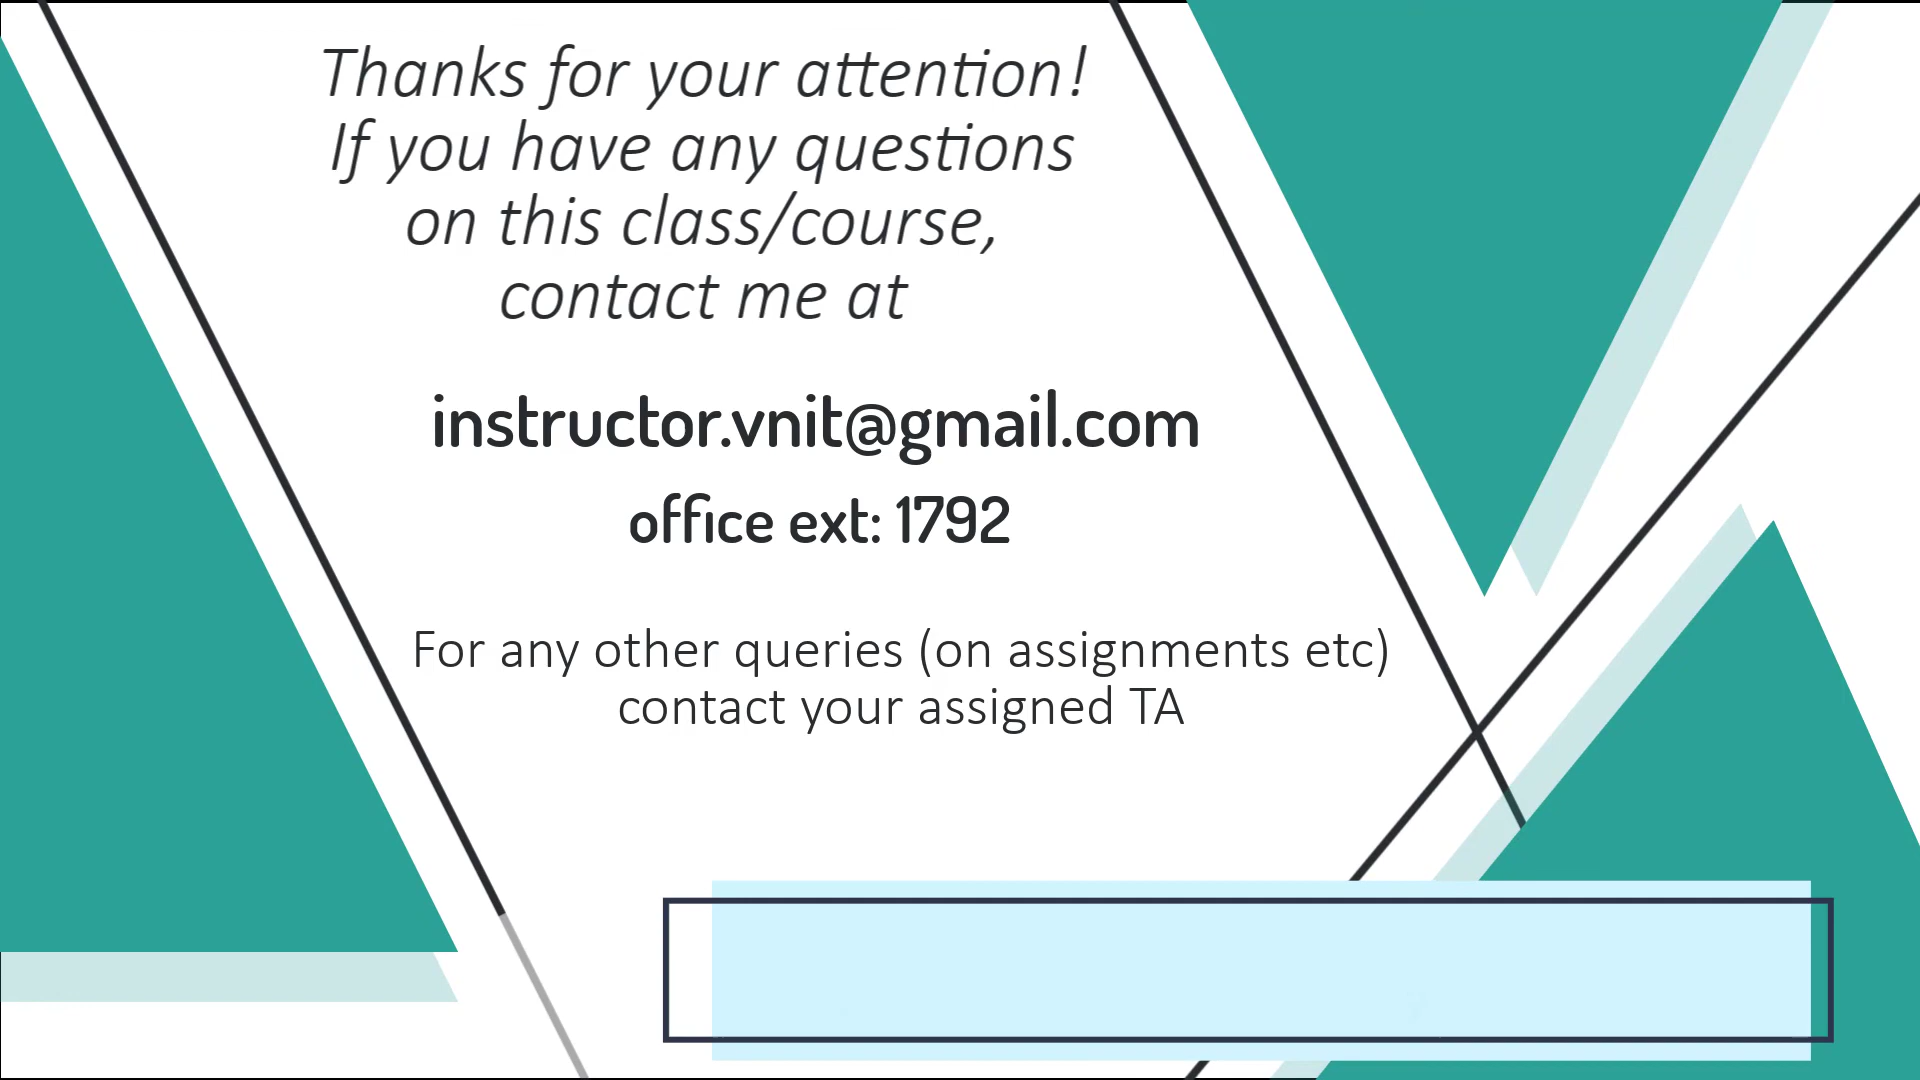 Thanks for your attention!
If you have any questions
on this class/course,
contact me at
instructor.vnit@gmail.com
office ext: 1792
For any other queries (on assignments etc)
contact your assigned TA